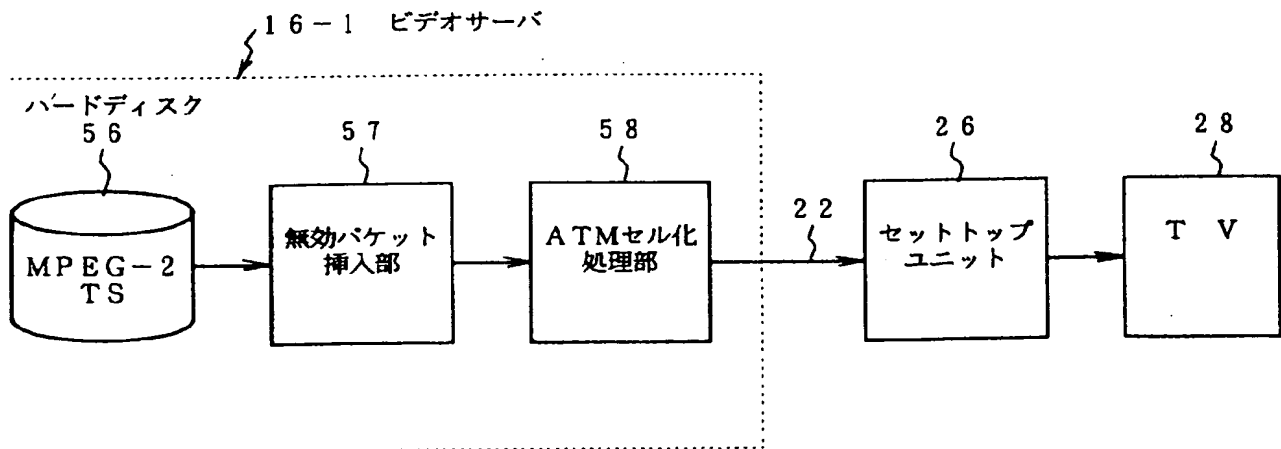 16-1 ビデオサーバ
ハードディスク
56
57
58
26
28
MPEG-2
TS
無効パケット
挿入部
ATMセル化
処理部
22
セットトップ
ユニット
TV